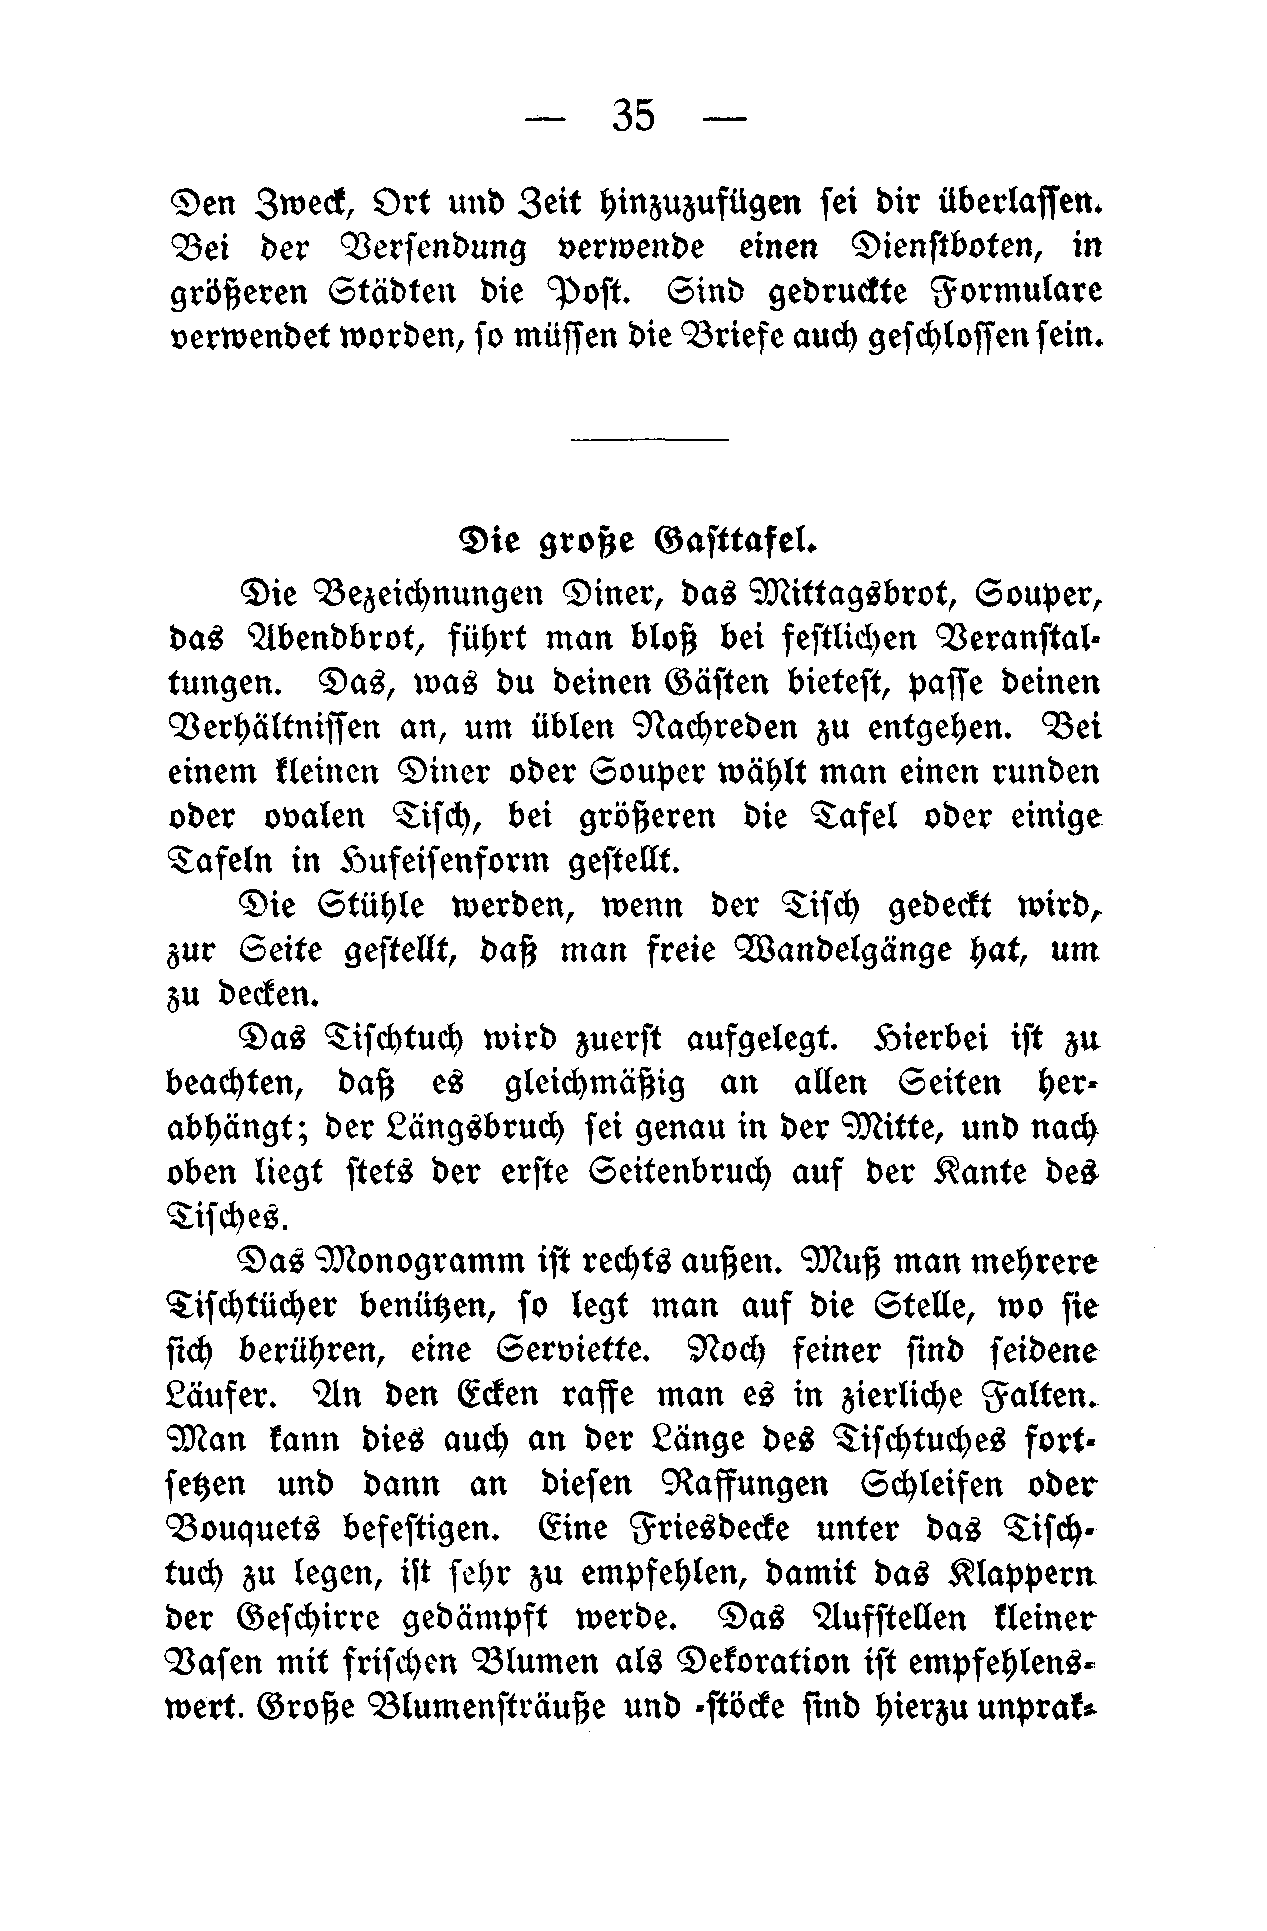 — 35 —
Den Zweck, Ort und Zeit hinzuzufügen sei dir überlassen.
Bei der Versendung verwende einen Dienstboten, in
größeren Städten die Post. Sind gedruckte Formulare
verwendet worden, so müssen die Briefe auch geschlossen sein.
Die große Gasttafel.
Die Bezeichnungen Diner, das Mittagsbrot, Souper,
das Abendbrot, führt man bloß bei festlichen Veranstal-
tungen. Das, was du deinen Gästen bietest, passe deinen
Verhältnissen an, um üblen Nachreden zu entgehen. Bei
einem kleinen Diner oder Souper wählt man einen runden
oder ovalen Tisch, bei größeren die Tafel oder einige
Tafeln in Hufeisenform gestellt.
Die Stühle werden, wenn der Tisch gedeckt wird,
zur Seite gestellt, daß man freie Wandelgänge hat, um
zu decken.
Das Tischtuch wird zuerst aufgelegt. Hierbei ist zu
beachten, daß es gleichmäßig an allen Seiten her-
abhängt; der Längsbruch sei genau in der Mitte, und nach
oben liegt stets der erste Seitenbruch auf der Kante des
Tisches.
Das Monogramm ist rechts außen. Muß man mehrere
Tischtücher benützen, so legt man auf die Stelle, wo sie
sich berühren, eine Serviette. Noch feiner sind seidene
Läufer. An den Ecken raffe man es in zierliche Falten.
Man kann dies auch an der Länge des Tischtuches fort-
setzen und dann an diesen Raffungen Schleifen oder
Bouquets befestigen. Eine Friesdecke unter das Tisch-
tuch zu legen, ist sehr zu empfehlen, damit das Klappern
der Geschirre gedämpft werde. Das Aufstellen kleiner
Vasen mit frischen Blumen als Dekoration ist empfehlens-
wert. Große Blumensträuße und -stöcke sind hierzu unprak-